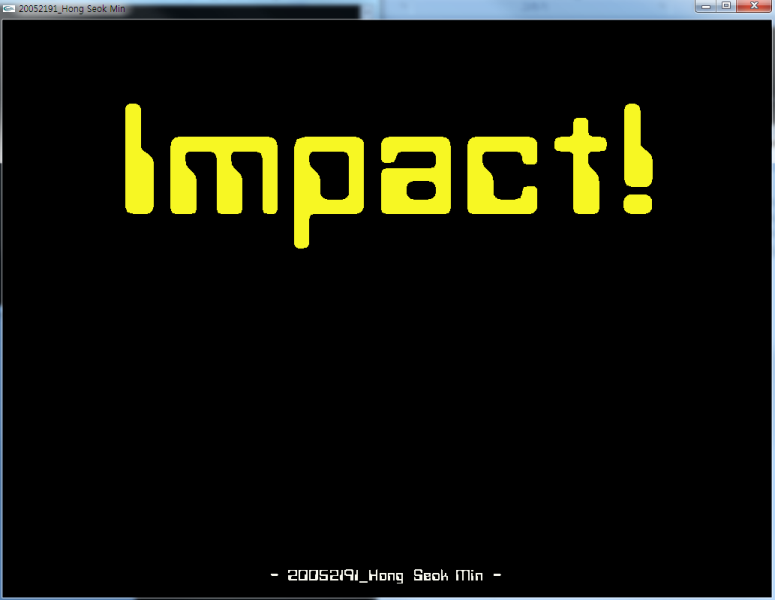 20052191_Hong Seok Min
Impact!
- 20052191_Hong Seok Min -